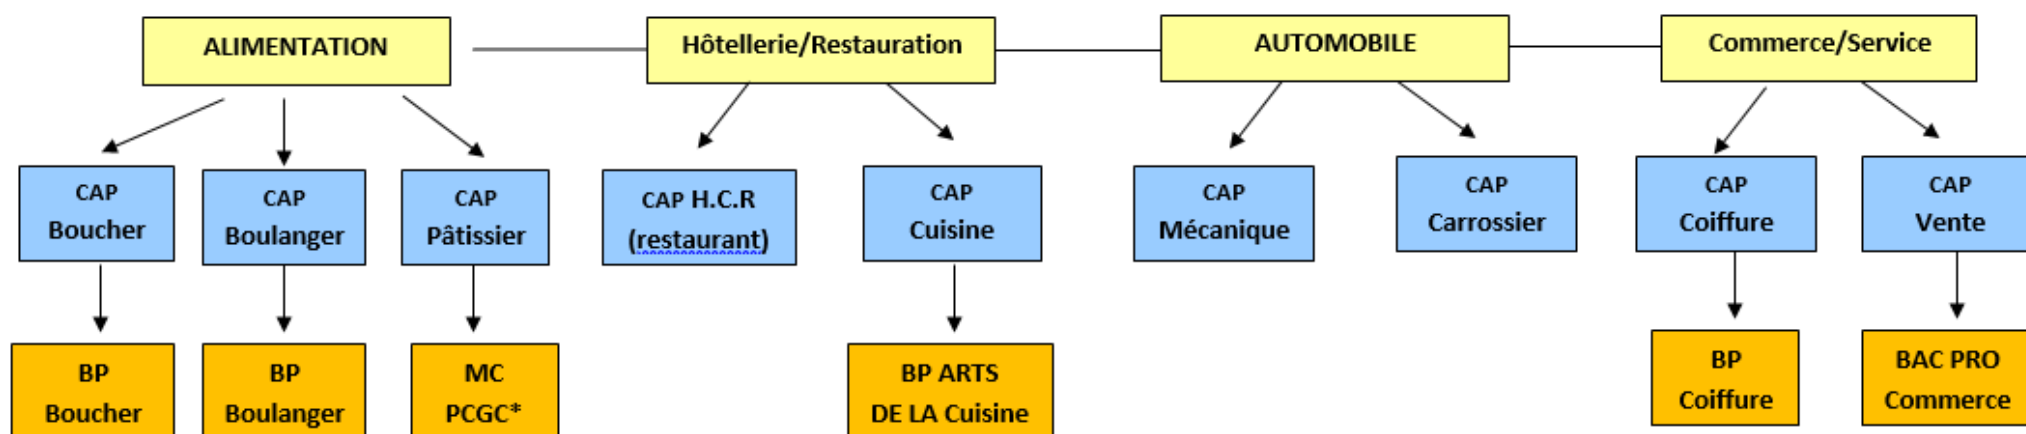 ALIMENTATION
Hôtellerie/Restauration
AUTOMOBILE
Commerce/Service
CAP
Boucher
CAP
Boulanger
CAP
Pâtissier
CAP H.C.R
(restaurant)
CAP
Cuisine
CAP
Mécanique
CAP
Carrossier
CAP
Coiffure
CAP
Vente
BP
Boucher
BP
Boulanger
MC
PCGC*
BP ARTS
DE LA Cuisine
BP
Coiffure
BAC PRO
Commerce